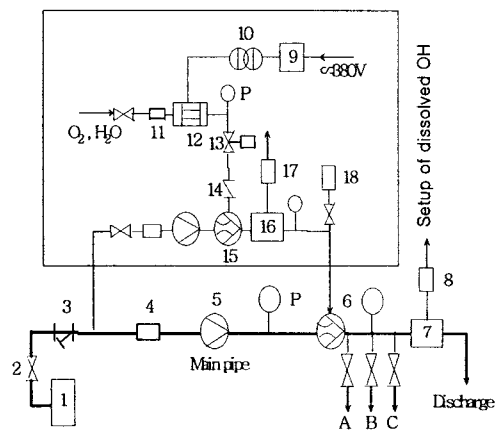 10
9
∽380V
P
O₂,H₂O
11
12
13
17
18
14
16
15
Setup of dissolved OH
3
4
5
P
6
8
2
7
Main pipe
1
A
B
C
Discharge